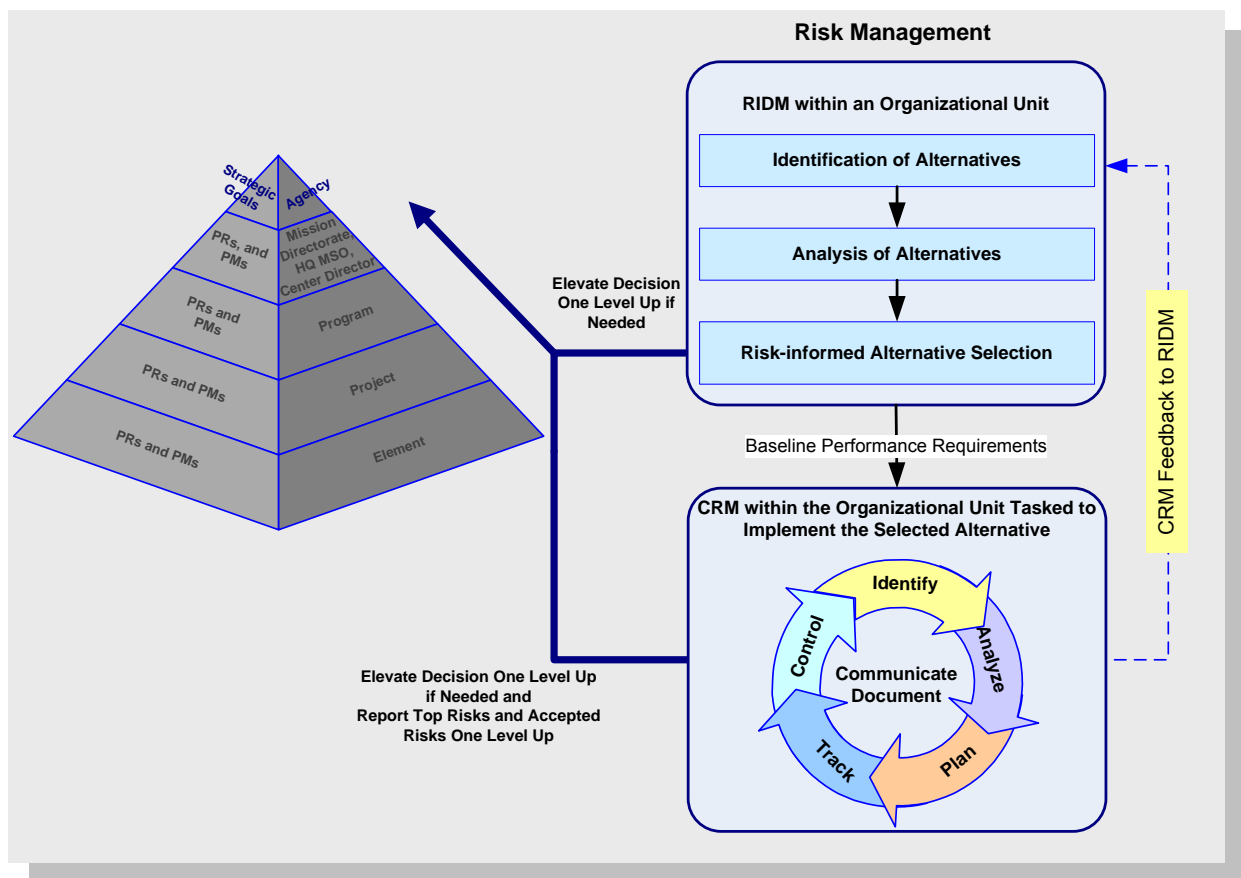 Risk Management
RIDM within an Organizational Unit
Identification of Alternatives
Analysis of Alternatives
Risk-informed Alternative Selection
Strategic
Goals
Agency
PRs, and
PMs
Mission
Directorate,
HQ MSO,
Center Director
PRs and
PMs
Program
PRs and PMs
Project
PRs and PMs
Element
Elevate Decision
One Level Up if
Needed
Baseline Performance Requirements
CRM Feedback to RIDM
CRM within the Organizational Unit Tasked to
Implement the Selected Alternative
Identify
Analyze
Plan
Track
Control
Communicate
Document
Elevate Decision One Level Up
if Needed and
Report Top Risks and Accepted
Risks One Level Up